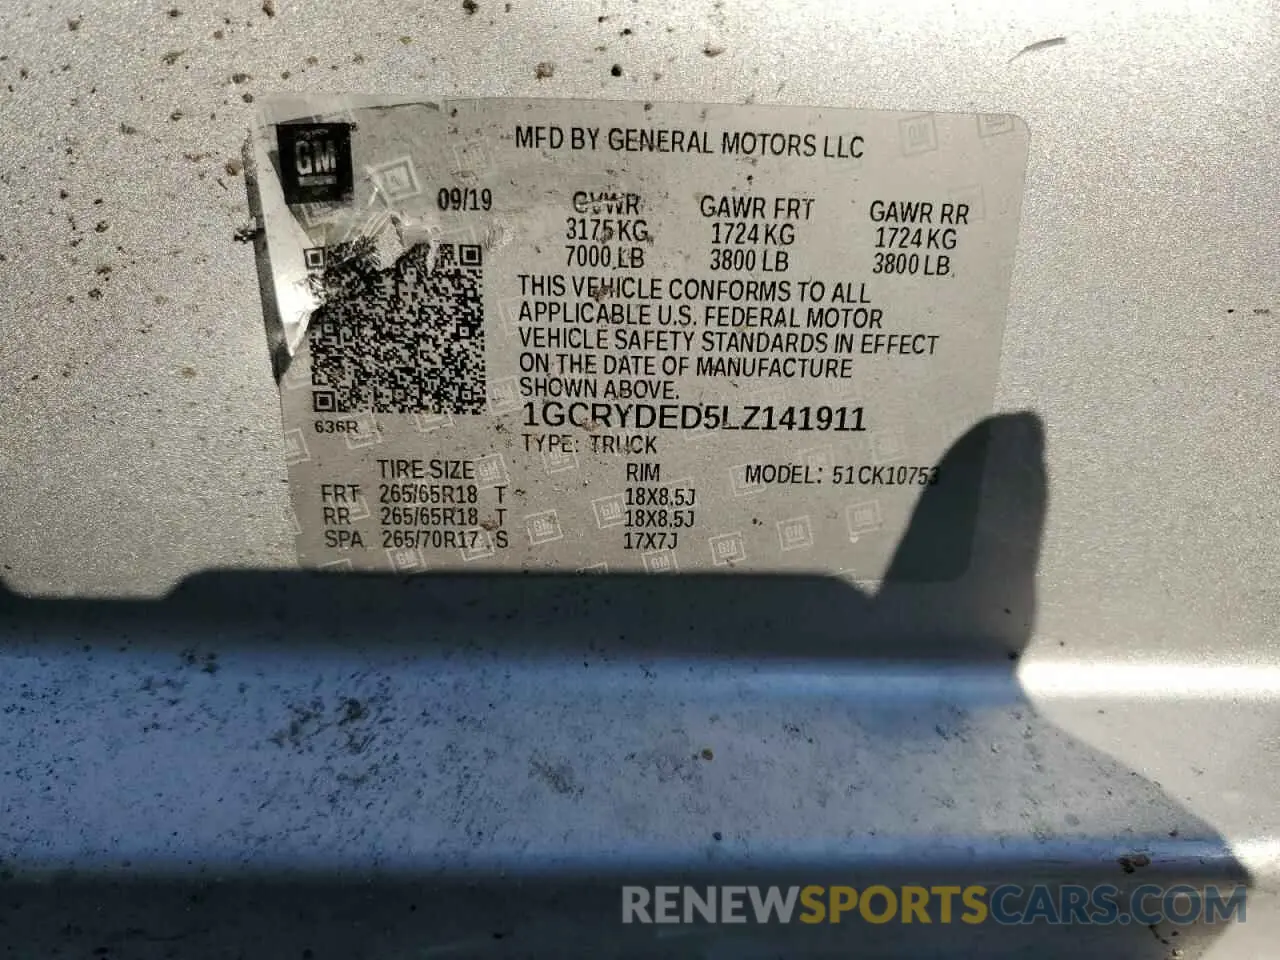 GM
MFD BY GENERAL MOTORS LLC
09/19
GVWR GAWR FRT GAWR RR
3175 KG 1724 KG 1724 KG
7000 LB 3800 LB 3800 LB
THIS VEHICLE CONFORMS TO ALL
APPLICABLE U.S. FEDERAL MOTOR
VEHICLE SAFETY STANDARDS IN EFFECT
ON THE DATE OF MANUFACTURE
SHOWN ABOVE.
1GCRYDED5LZ141911
636R
TYPE: TRUCK
TIRE SIZE RIM MODEL: 51CK10753
FRT 265/65R18 T 18X8.5J
RR 265/65R18 T 18X8.5J
SPA 265/70R17 S 17X7J
RENEWSPORTSCARS.COM